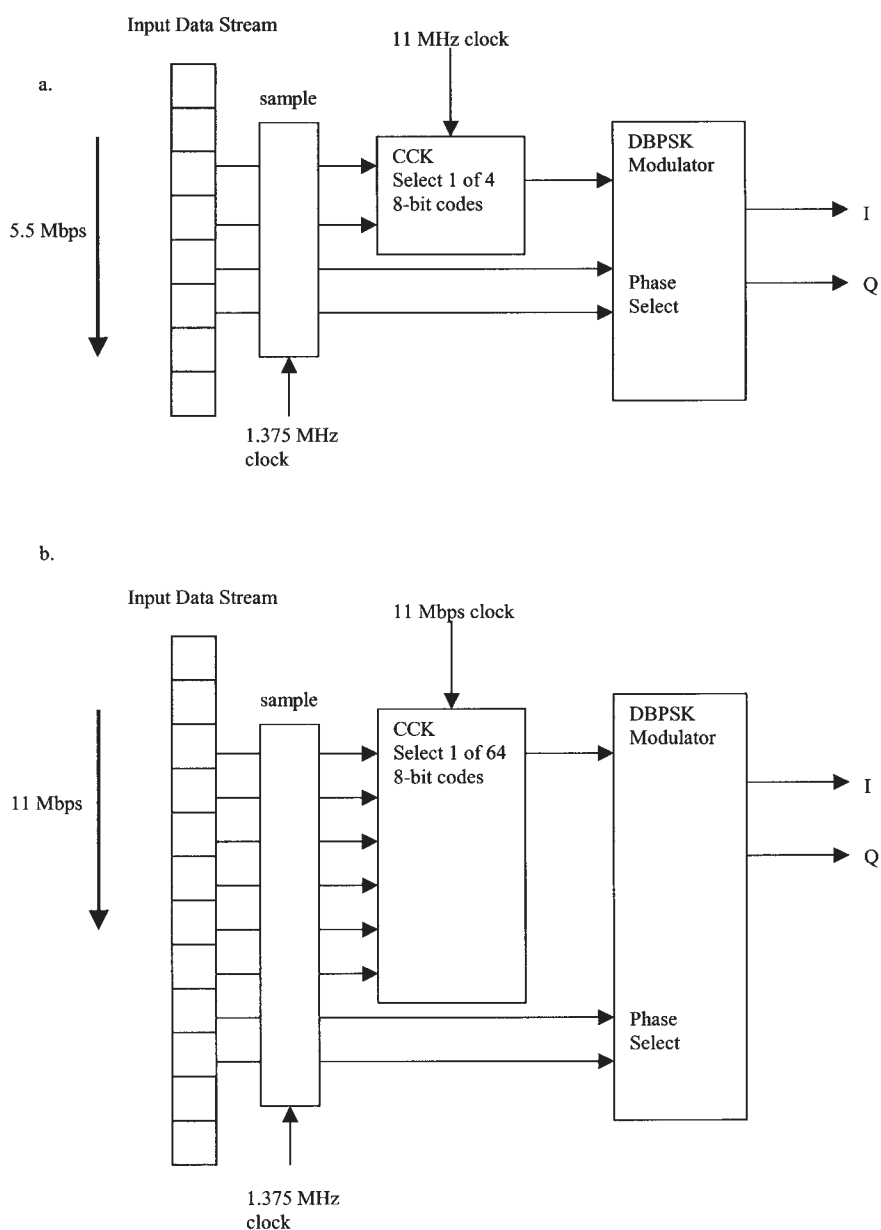 Input Data Stream
11 MHz clock
a.
sample
CCK
Select 1 of 4
8-bit codes
DBPSK
Modulator
I
5.5 Mbps
Phase
Select
Q
1.375 MHz
clock
b.
Input Data Stream
11 Mbps clock
sample
CCK
Select 1 of 64
8-bit codes
DBPSK
Modulator
I
11 Mbps
Q
Phase
Select
1.375 MHz
clock